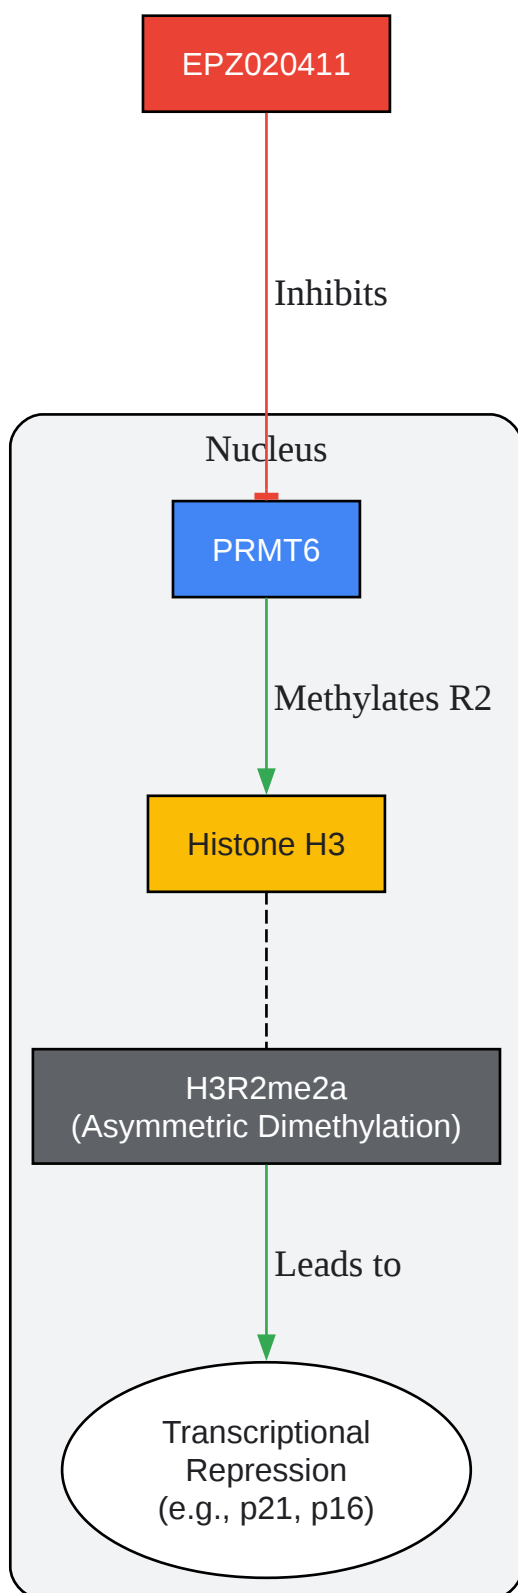 EPZ020411
Inhibits
Nucleus
PRMT6
Methylates R2
Histone H3
H3R2me2a
(Asymmetric Dimethylation)
Leads to
Transcriptional
Repression
(e.g., p21, p16)